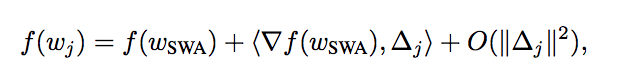 f(w_j) = f(w_SWA) + ⟨∇f(w_SWA), Δ_j⟩ + O(‖Δ_j‖²),